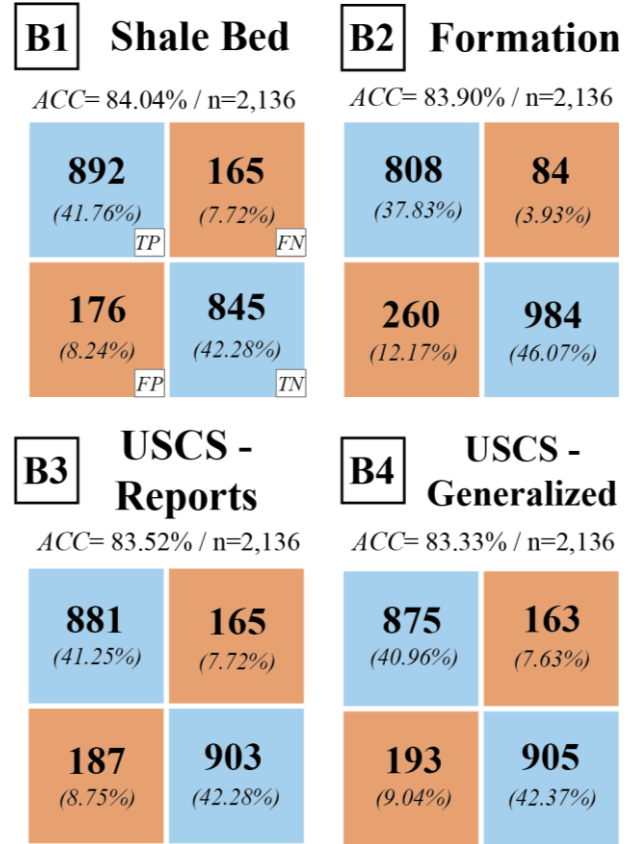 B1 Shale Bed
ACC= 84.04% / n=2,136
892 165
(41.76%) (7.72%)
TP FN
176 845
(8.24%) (42.28%)
FP TN
B2 Formation
ACC= 83.90% / n=2,136
808 84
(37.83%) (3.93%)
260 984
(12.17%) (46.07%)
B3 USCS -
Reports
ACC= 83.52% / n=2,136
881 165
(41.25%) (7.72%)
187 903
(8.75%) (42.28%)
B4 USCS -
Generalized
ACC= 83.33% / n=2,136
875 163
(40.96%) (7.63%)
193 905
(9.04%) (42.37%)